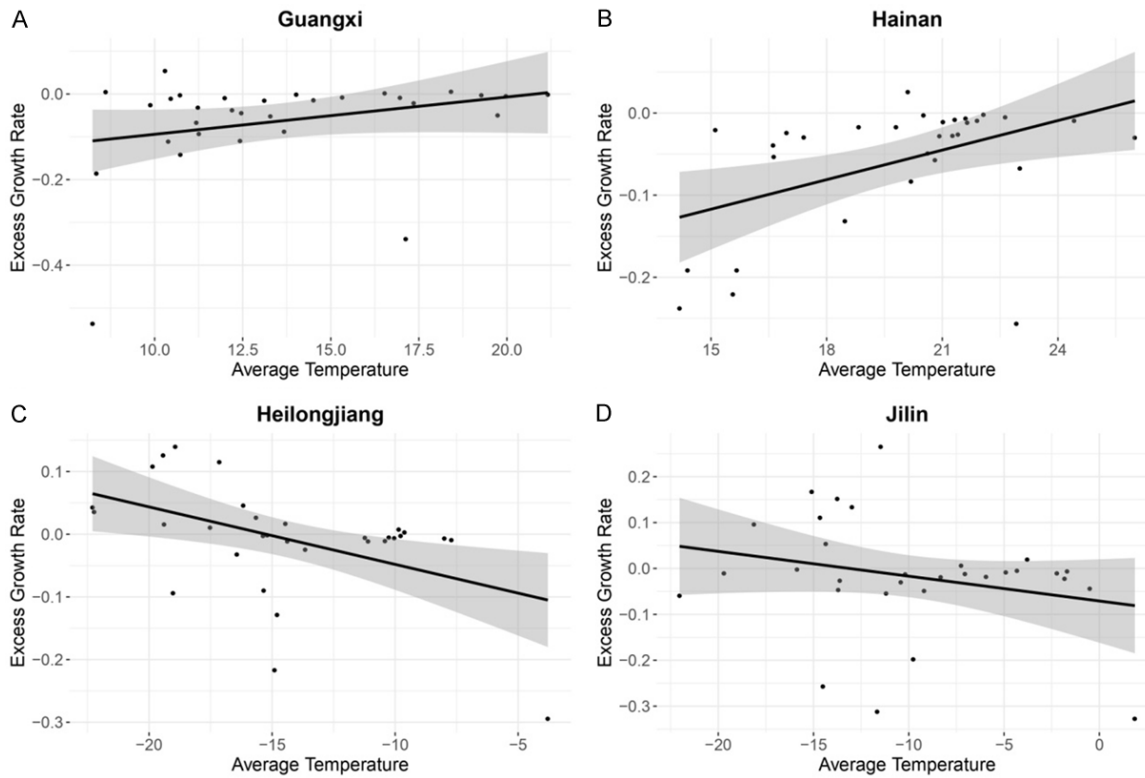 A
Guangxi
Excess Growth Rate
0.0
−0.2
−0.4
10.0 12.5 15.0 17.5 20.0
Average Temperature
B
Hainan
Excess Growth Rate
0.0
−0.1
−0.2
15 18 21 24
Average Temperature
C
Heilongjiang
Excess Growth Rate
0.1
0.0
−0.1
−0.2
−0.3
−20 −15 −10 −5
Average Temperature
D
Jilin
Excess Growth Rate
0.3
0.2
0.1
0.0
−0.1
−0.2
−0.3
−20 −15 −10 −5 0
Average Temperature